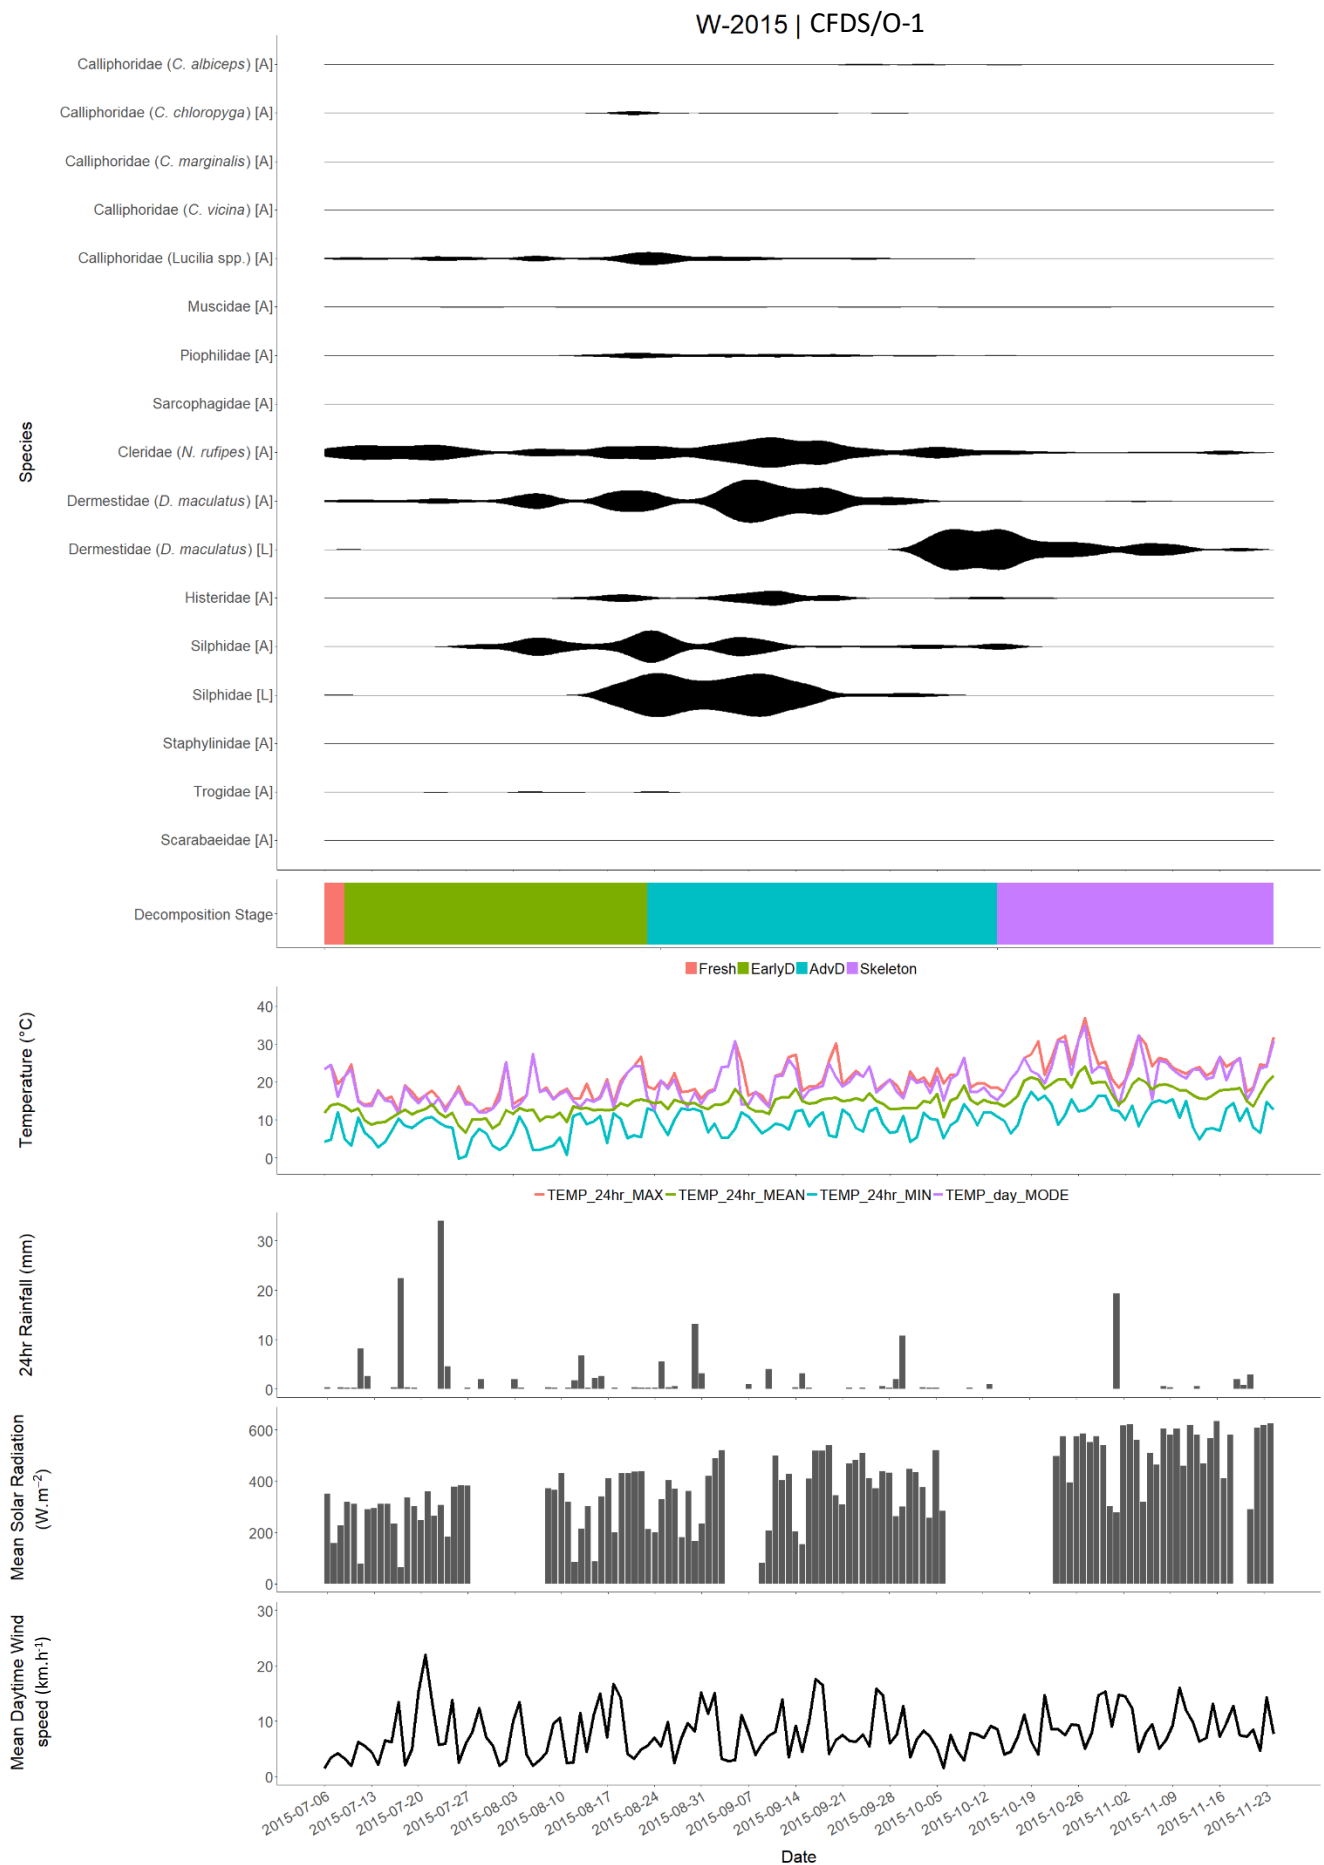 W-2015 | CFDS/O-1
Species
Calliphoridae (C. albiceps) [A]
Calliphoridae (C. chloropyga) [A]
Calliphoridae (C. marginalis) [A]
Calliphoridae (C. vicina) [A]
Calliphoridae (Lucilia spp.) [A]
Muscidae [A]
Piophilidae [A]
Sarcophagidae [A]
Cleridae (N. rufipes) [A]
Dermestidae (D. maculatus) [A]
Dermestidae (D. maculatus) [L]
Histeridae [A]
Silphidae [A]
Silphidae [L]
Staphylinidae [A]
Trogidae [A]
Scarabaeidae [A]
Decomposition Stage
Fresh EarlyD AdvD Skeleton
Temperature (°C)
40
30
20
10
0
TEMP_24hr_MAX TEMP_24hr_MEAN TEMP_24hr_MIN TEMP_day_MODE
24hr Rainfall (mm)
30
20
10
0
Mean Solar Radiation
(W.m⁻²)
600
400
200
0
Mean Daytime Wind
speed (km.h⁻¹)
30
20
10
0
2015-07-06 2015-07-13 2015-07-20 2015-07-27 2015-08-03 2015-08-10 2015-08-17 2015-08-24 2015-08-31 2015-09-07 2015-09-14 2015-09-21 2015-09-28 2015-10-05 2015-10-12 2015-10-19 2015-10-26 2015-11-02 2015-11-09 2015-11-16 2015-11-23
Date